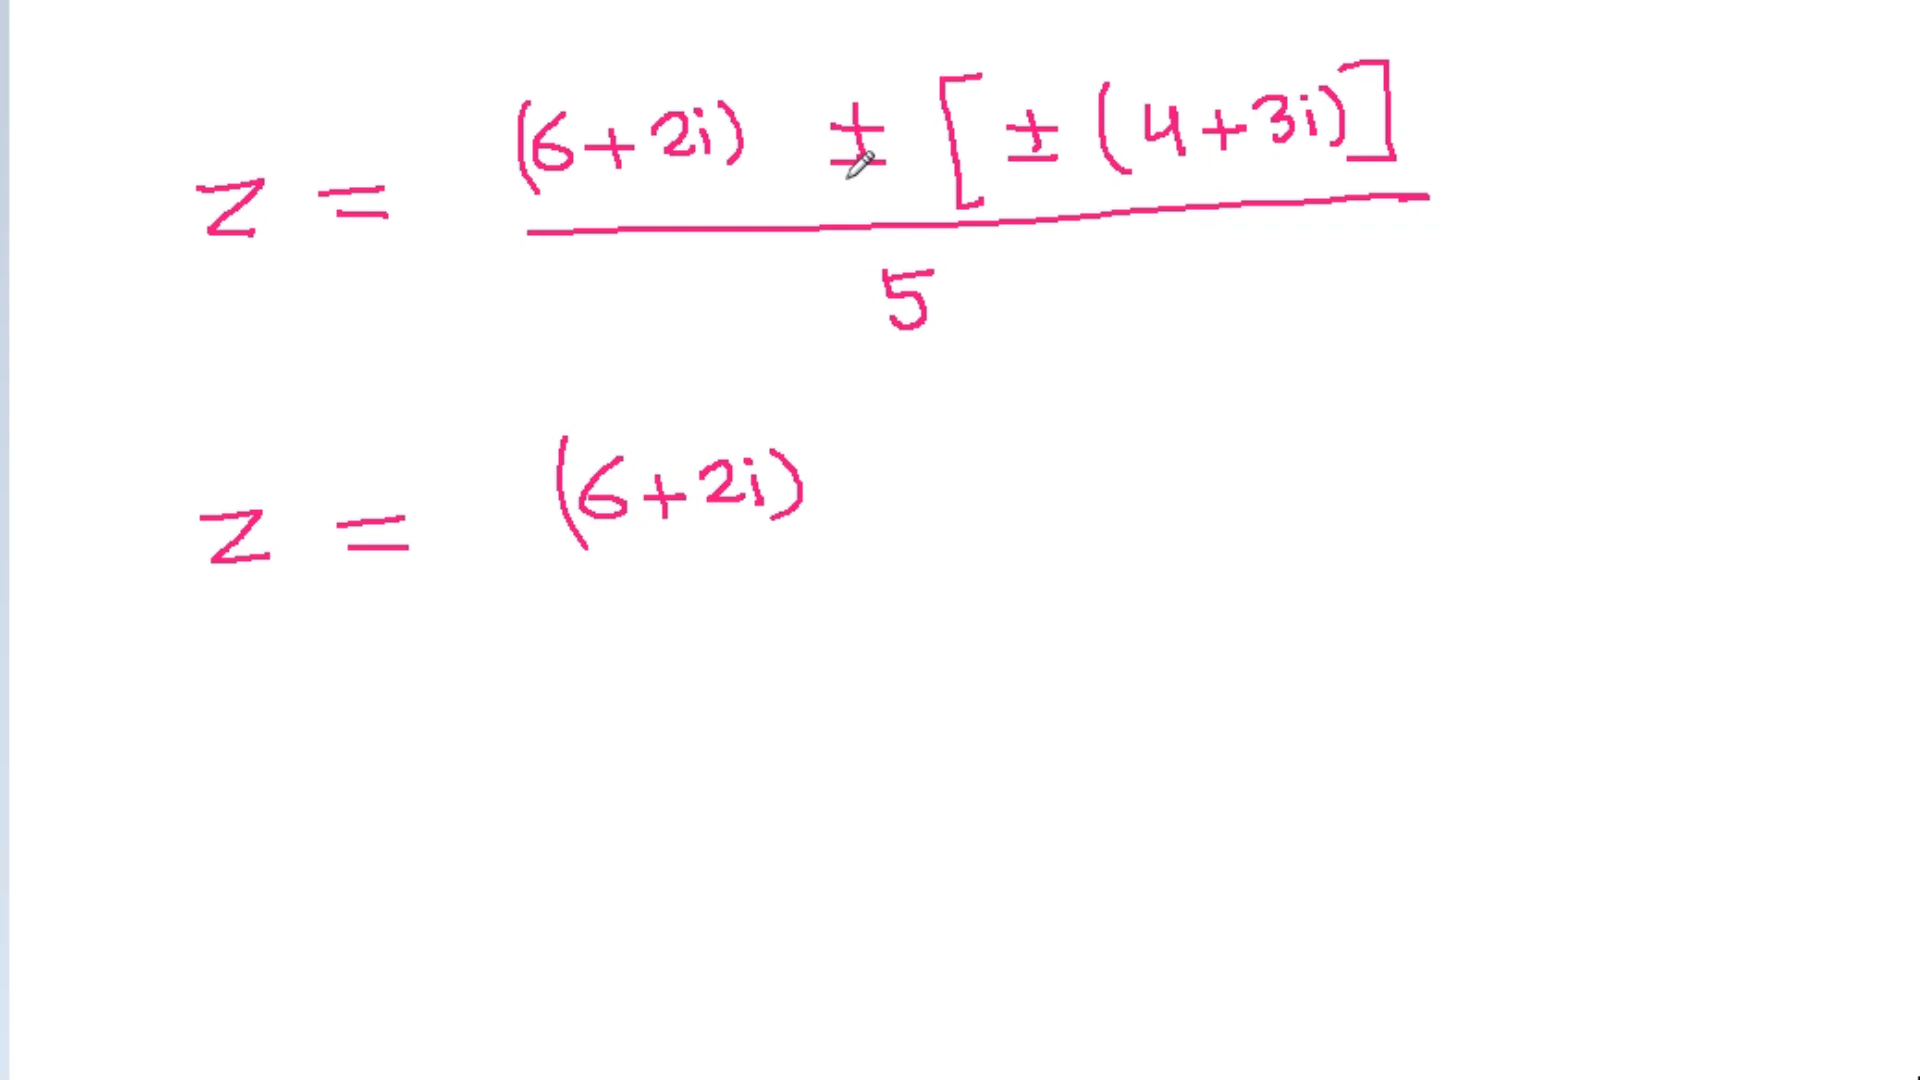 z = (6+2i) ± [± (4+3i)]
5
z = (6+2i)